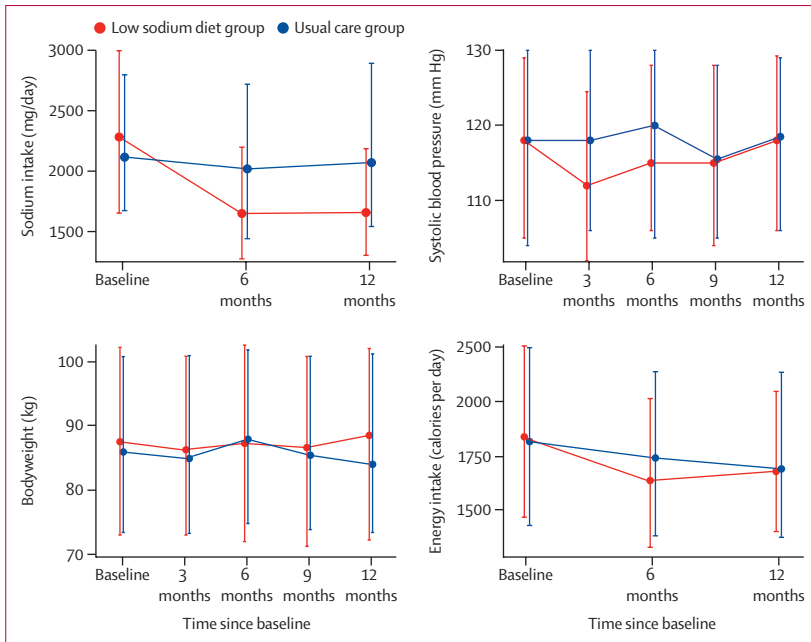 Low sodium diet group
Usual care group
Sodium intake (mg/day)
3000
2500
2000
1500
Baseline
6
months
12
months
Systolic blood pressure (mm Hg)
130
120
110
Baseline
3
months
6
months
9
months
12
months
Bodyweight (kg)
100
90
80
70
Baseline
3
months
6
months
9
months
12
months
Time since baseline
Energy intake (calories per day)
2500
2000
1750
1500
Baseline
6
months
12
months
Time since baseline